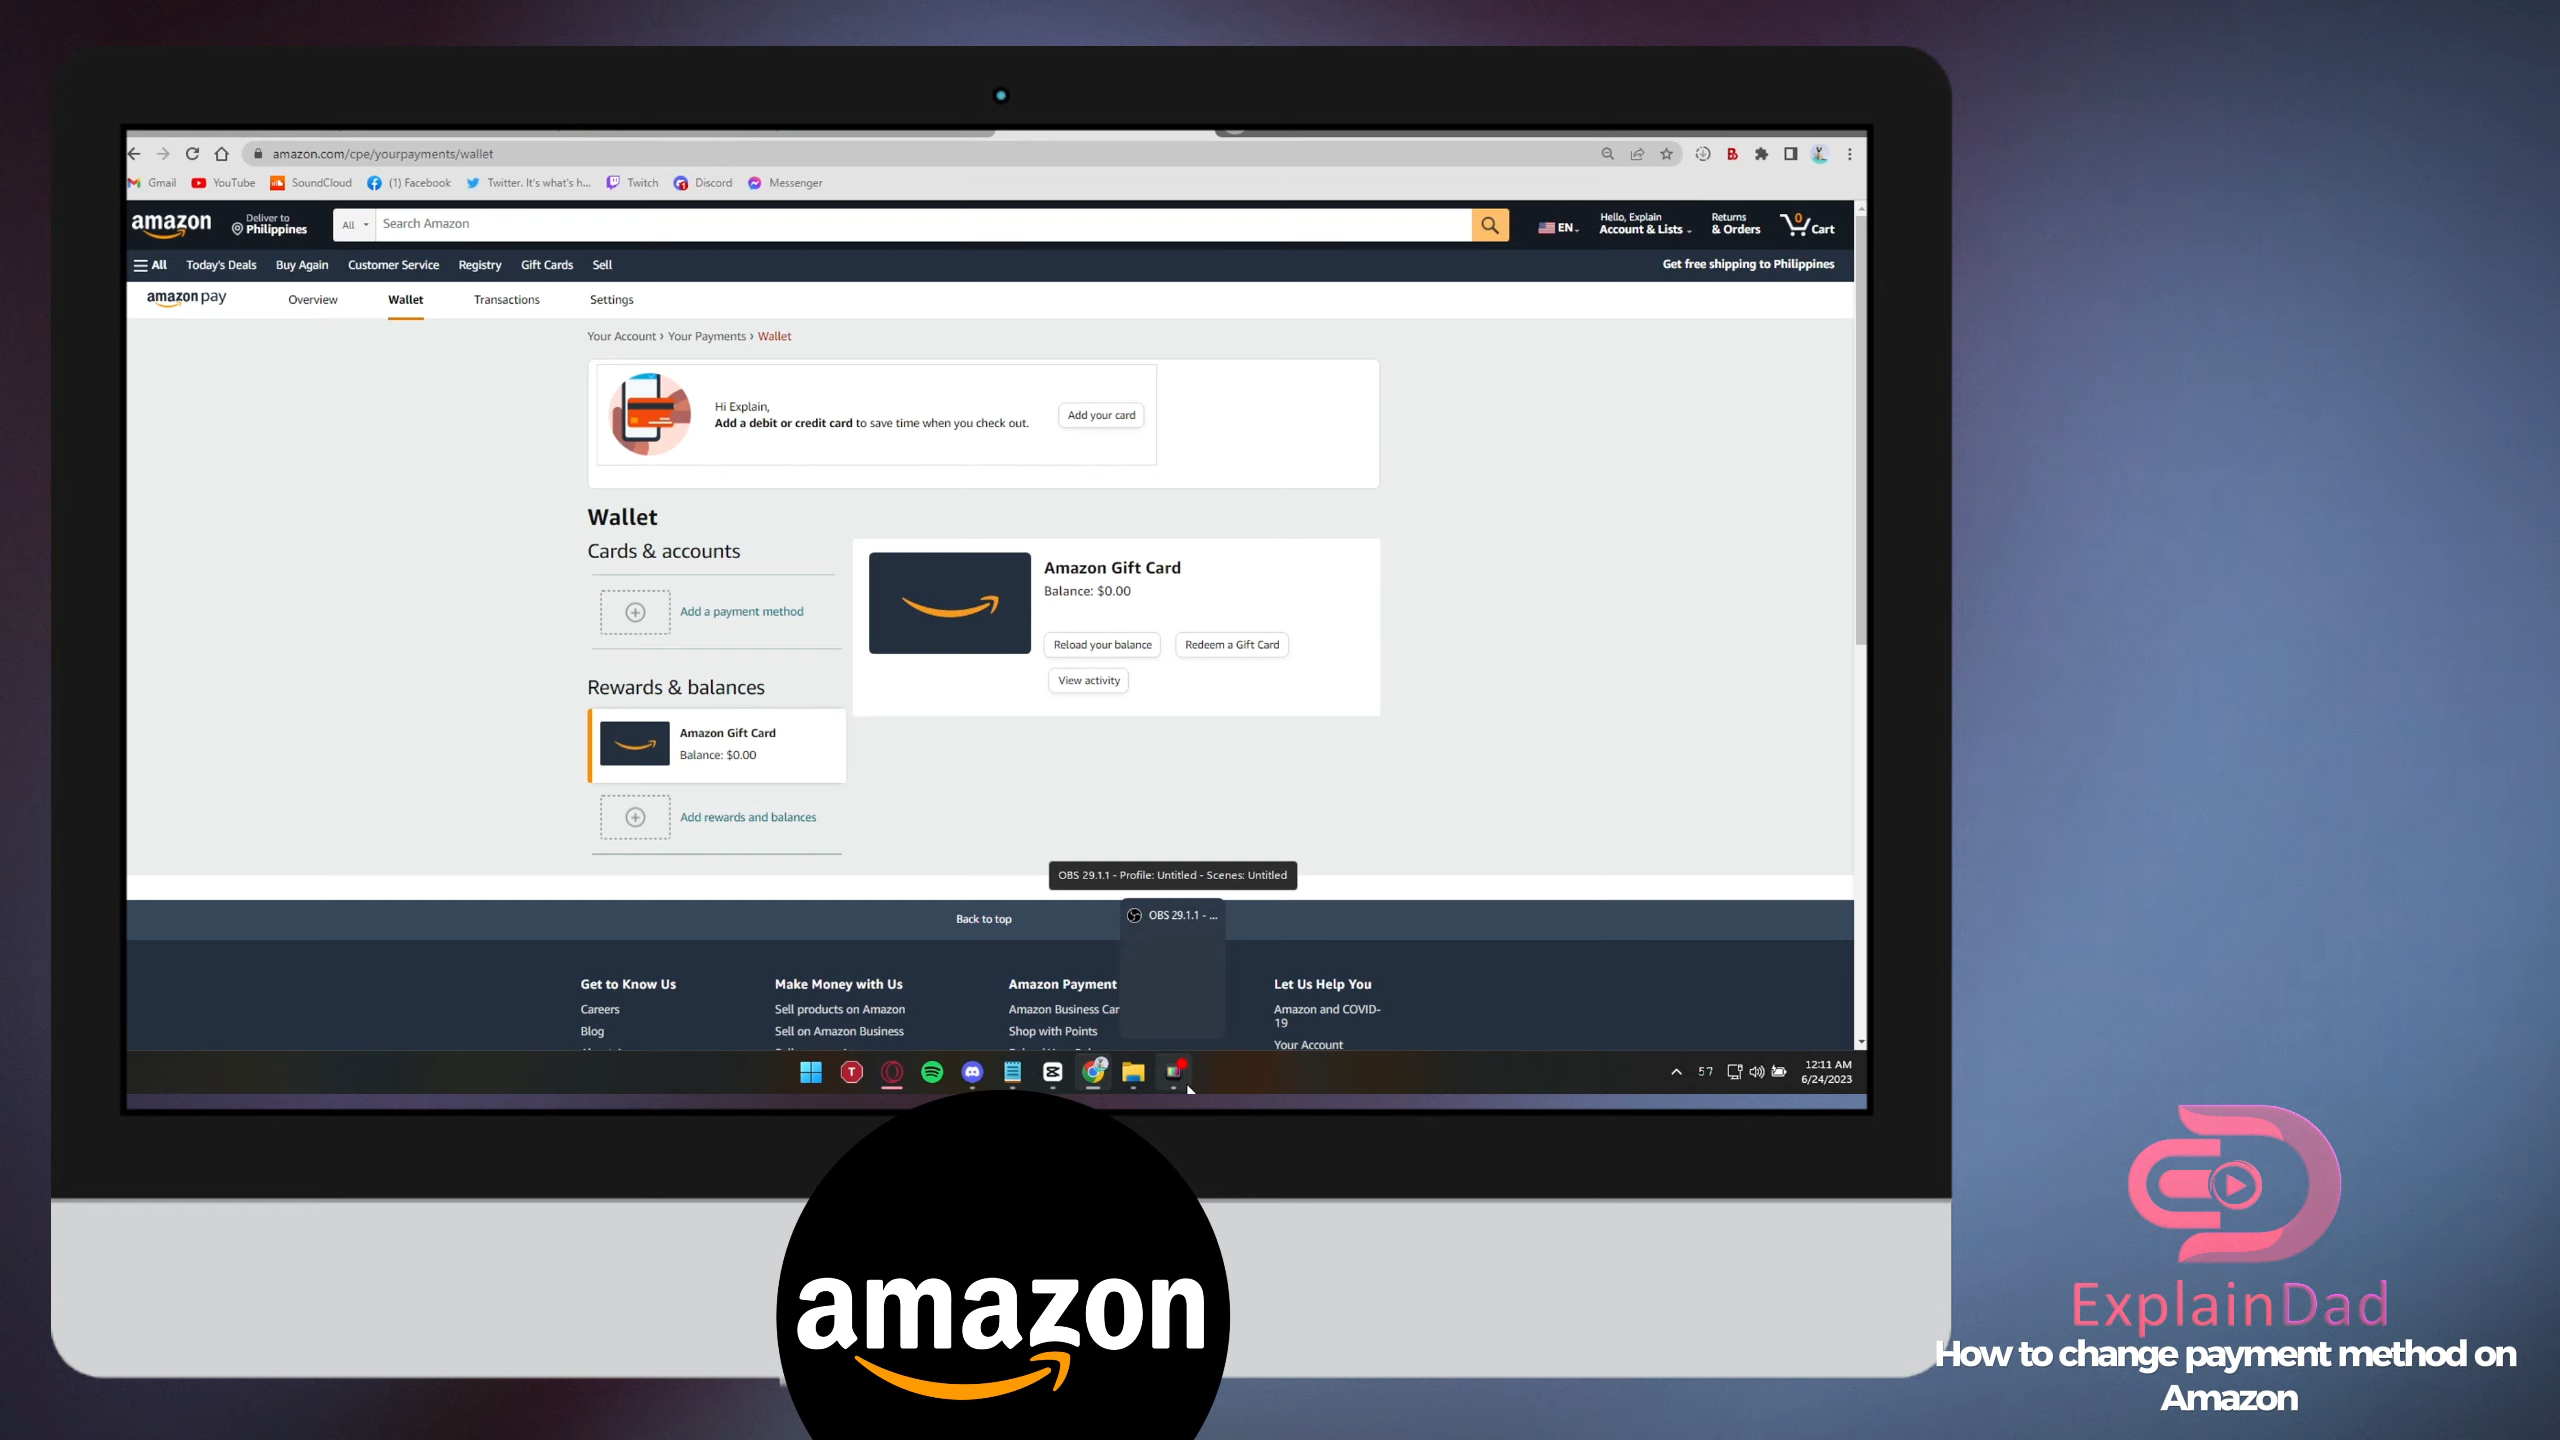 amazon.com/cpe/yourpayments/wallet
Gmail
YouTube
SoundCloud
(1) Facebook
Twitter. It's what's h...
Twitch
Discord
Messenger
amazon
Deliver to
Philippines
All
Search Amazon
EN
Hello, Explain
Account & Lists
Returns
& Orders
0
Cart
All
Today's Deals
Buy Again
Customer Service
Registry
Gift Cards
Sell
Get free shipping to Philippines
amazon pay
Overview
Wallet
Transactions
Settings
Your Account › Your Payments › Wallet
Hi Explain,
Add a debit or credit card to save time when you check out.
Add your card
Wallet
Cards & accounts
Add a payment method
Rewards & balances
Amazon Gift Card
Balance: $0.00
Add rewards and balances
Amazon Gift Card
Balance: $0.00
Reload your balance
Redeem a Gift Card
View activity
OBS 29.1.1 - Profile: Untitled - Scenes: Untitled
OBS 29.1.1 - ...
Back to top
Get to Know Us
Careers
Blog
Make Money with Us
Sell products on Amazon
Sell on Amazon Business
Amazon Payment
Amazon Business Car
Shop with Points
Let Us Help You
Amazon and COVID-
19
Your Account
57
12:11 AM
6/24/2023
amazon
ExplainDad
How to change payment method on
Amazon